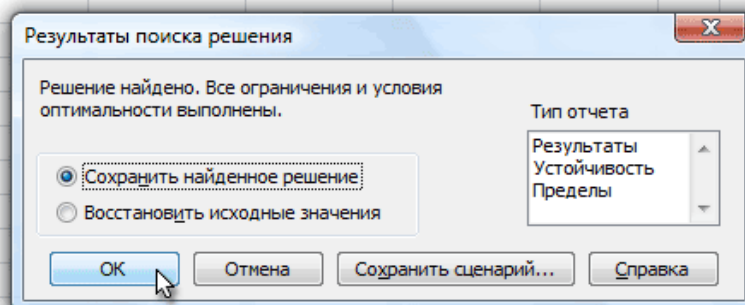 Результаты поиска решения
Решение найдено. Все ограничения и условия
оптимальности выполнены.
Тип отчета
Результаты
Устойчивость
Пределы
Сохранить найденное решение
Восстановить исходные значения
ОК
Отмена
Сохранить сценарий...
Справка